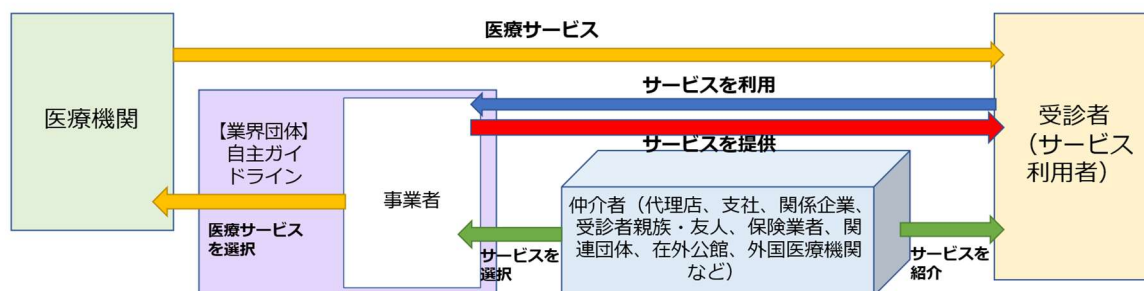 医療サービス
医療機関
サービスを利用
【業界団体】
自主ガイ
ドライン
事業者
サービスを提供
受診者
（サービス
利用者）
医療サービス
を選択
サービスを
選択
仲介者（代理店、支社、関係企業、
受診者親族・友人、保険業者、関
連団体、在外公館、外国医療機関
など）
サービスを
紹介